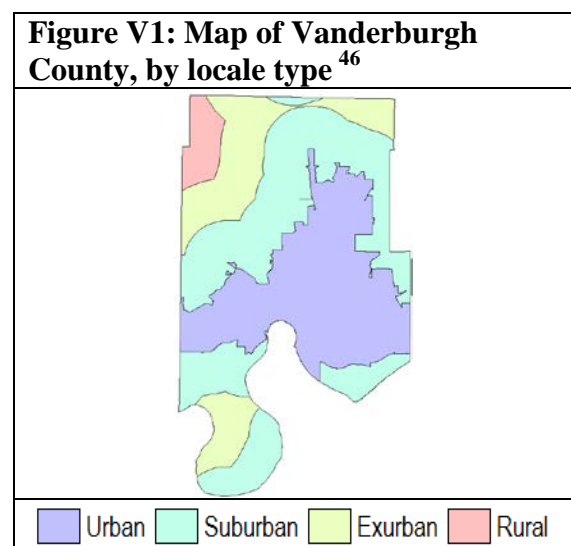 Figure V1: Map of Vanderburgh
County, by locale type 46
Urban Suburban Exurban Rural